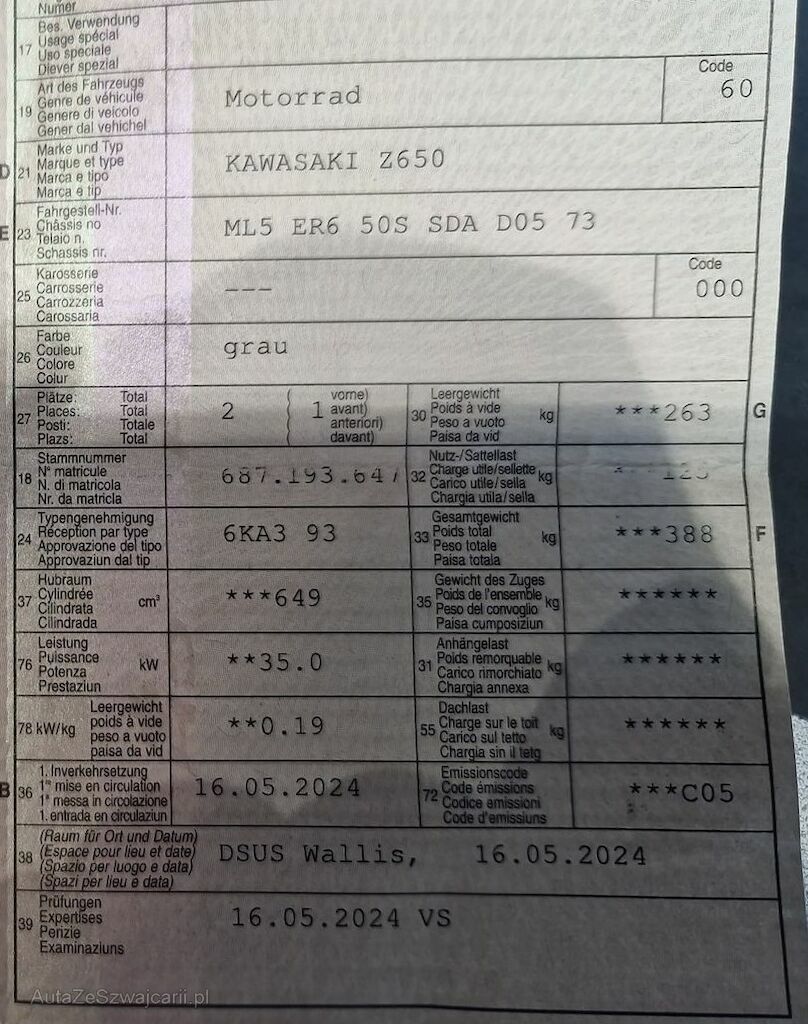 Numer
17 Bes. Verwendung
Usage spécial
Uso speciale
Diever spezial
19 Art des Fahrzeugs
Genre de véhicule
Genere di veicolo
Gener dal vehichel
Motorrad
Code
60
D 21 Marke und Typ
Marque et type
Marca e tipo
Marca e tip
KAWASAKI Z650
E 23 Fahrgestell-Nr.
Châssis no
Telaio n.
Schassis nr.
ML5 ER6 50S SDA D05 73
25 Karosserie
Carrosserie
Carrozzeria
Carossaria
---
Code
000
26 Farbe
Couleur
Colore
Colur
grau
27 Plätze: Total
Places: Total
Posti: Totale
Plazs: Total
2 ( 1 vorne)
avant)
anteriori)
davant)
30 Leergewicht
Poids à vide
Peso a vuoto
Paisa da vid
kg
***263
G
18 Stammnummer
N° matricule
N. di matricola
Nr. da matricla
687.193.647
32 Nutz-/Sattellast
Charge utile/sellette
Carico utile/sella
Chargia utila/sella
kg
24 Typengenehmigung
Réception par type
Approvazione del tipo
Approvaziun dal tip
6KA3 93
33 Gesamtgewicht
Poids total
Peso totale
Paisa totala
kg
***388
F
37 Hubraum
Cylindrée
Cilindrata
Cilindrada
cm³
***649
35 Gewicht des Zuges
Poids de l'ensemble
Peso del convoglio
Paisa cumposiziun
kg
******
76 Leistung
Puissance
Potenza
Prestaziun
kW
**35.0
31 Anhängelast
Poids remorquable
Carico rimorchiato
Chargia annexa
kg
******
78 kW/kg Leergewicht
poids à vide
peso a vuoto
paisa da vid
**0.19
55 Dachlast
Charge sur le toit
Carico sul tetto
Chargia sin il tetg
kg
******
B 36 1. Inverkehrsetzung
1re mise en circulation
1a messa in circolazione
1. entrada en circulaziun
16.05.2024
72 Emissionscode
Code émissions
Codice emissioni
Code d'emissiuns
***C05
38 (Raum für Ort und Datum)
(Espace pour lieu et date)
(Spazio per luogo e data)
(Spazi per lieu e data)
DSUS Wallis, 16.05.2024
39 Prüfungen
Expertises
Perizie
Examinaziuns
16.05.2024 VS
AutaZeSzwajcarii.pl